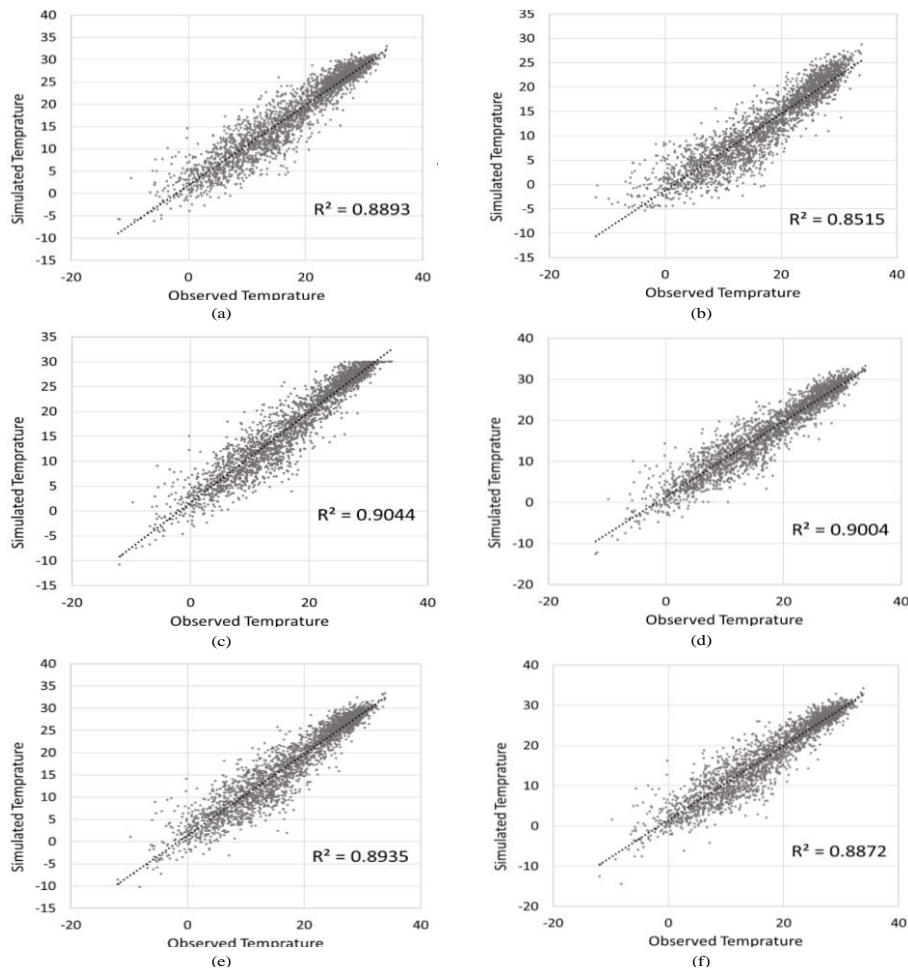 40
35
30
25
20
15
10
5
0
-5
-10
-15
Simulated Temprature
R² = 0.8893
-20 0 20 40
Observed Temprature
(a)
35
30
25
20
15
10
5
0
-5
-10
-15
Simulated Temprature
R² = 0.8515
-20 0 20 40
Observed Temprature
(b)
35
30
25
20
15
10
5
0
-5
-10
-15
Simulated Temprature
R² = 0.9044
-20 0 20 40
Observed Temprature
(c)
40
30
20
10
0
-10
-20
Simulated Temprature
R² = 0.9004
-20 0 20 40
Observed Temprature
(d)
40
35
30
25
20
15
10
5
0
-5
-10
-15
Simulated Temprature
R² = 0.8935
-20 0 20 40
Observed Temprature
(e)
40
30
20
10
0
-10
-20
Simulated Temprature
R² = 0.8872
-20 0 20 40
Observed Temprature
(f)